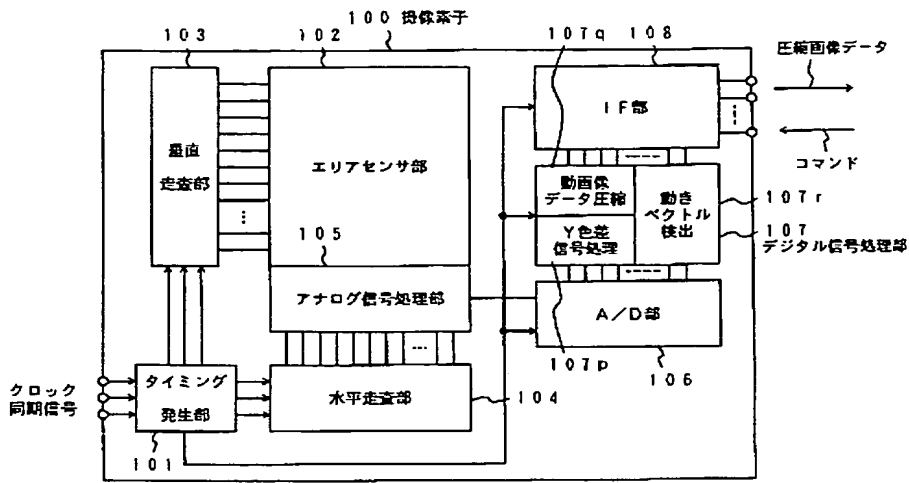 100 撮像素子
103
102
107q
108
圧縮画像データ
垂直
走査部
エリアセンサ部
IF部
コマンド
動画像
データ圧縮
動き
ベクトル
検出
107r
Y色差
信号処理
107
デジタル信号処理部
105
アナログ信号処理部
A/D部
107p
106
クロック
同期信号
タイミング
発生部
水平走査部
104
101